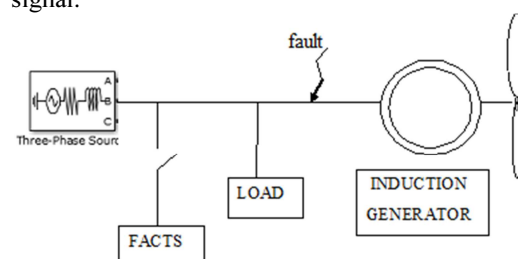 signal.
fault
A
B
C
Three-Phase Sourc
LOAD
INDUCTION
GENERATOR
FACTS